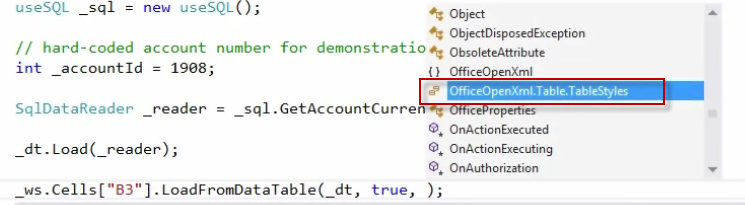 useSQL _sql = new useSQL();
// hard-coded account number for demonstratio
int _accountId = 1908;
SqlDataReader _reader = _sql.GetAccountCurren
_dt.Load(_reader);
_ws.Cells["B3"].LoadFromDataTable(_dt, true, );
Object
ObjectDisposedException
ObsoleteAttribute
{ } OfficeOpenXml
OfficeOpenXml.Table.TableStyles
OfficeProperties
OnActionExecuted
OnActionExecuting
OnAuthorization